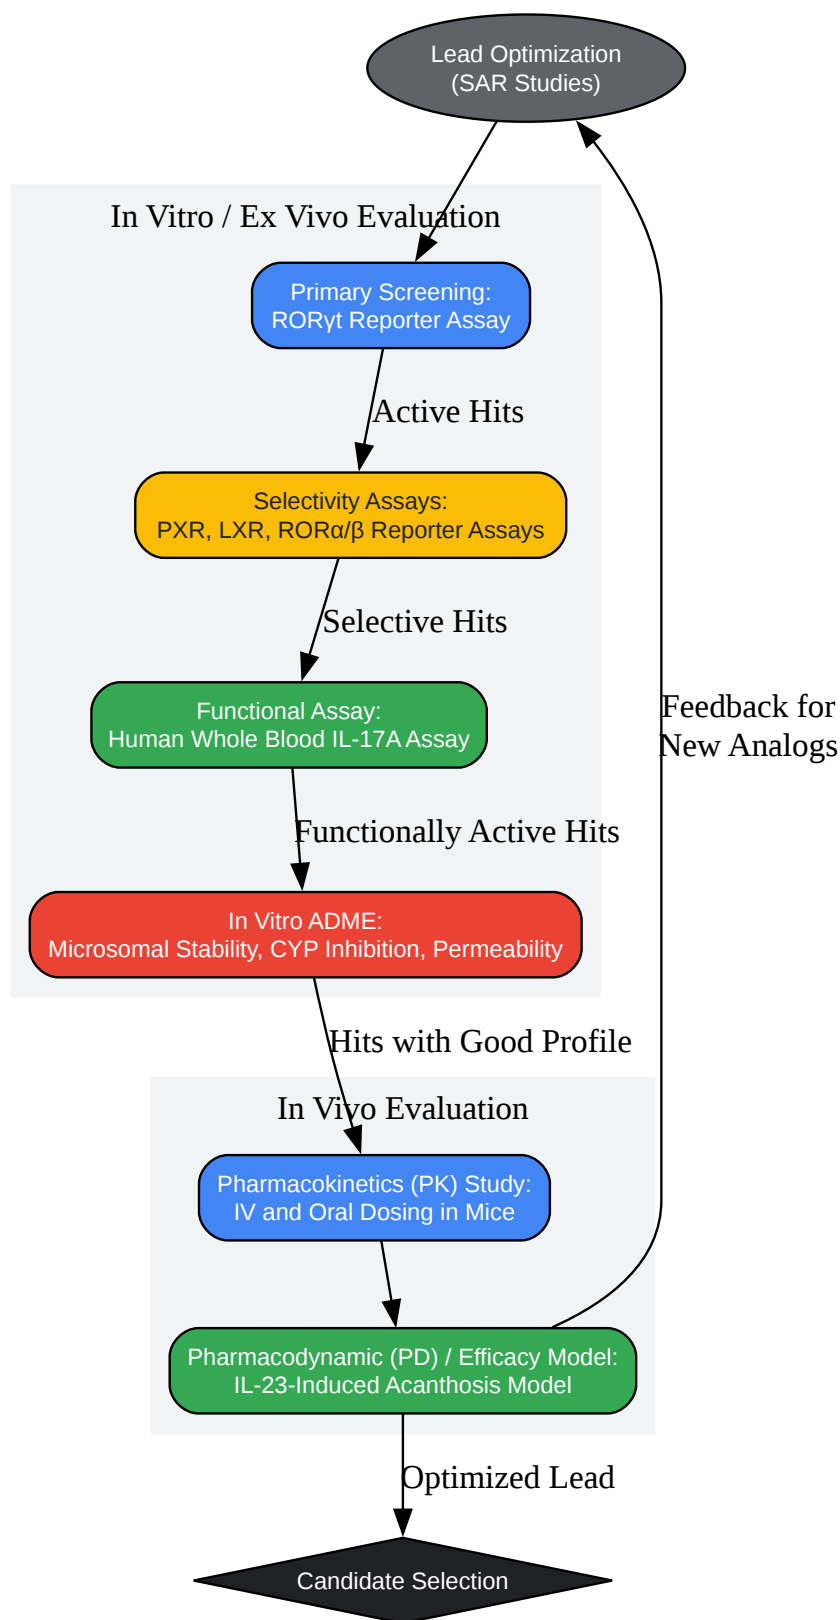 Lead Optimization
(SAR Studies)
In Vitro / Ex Vivo Evaluation
Primary Screening:
RORγt Reporter Assay
Active Hits
Selectivity Assays:
PXR, LXR, RORα/β Reporter Assays
Selective Hits
Functional Assay:
Human Whole Blood IL-17A Assay
Feedback for
New Analogs
Functionally Active Hits
In Vitro ADME:
Microsomal Stability, CYP Inhibition, Permeability
Hits with Good Profile
In Vivo Evaluation
Pharmacokinetics (PK) Study:
IV and Oral Dosing in Mice
Pharmacodynamic (PD) / Efficacy Model:
IL-23-Induced Acanthosis Model
Optimized Lead
Candidate Selection